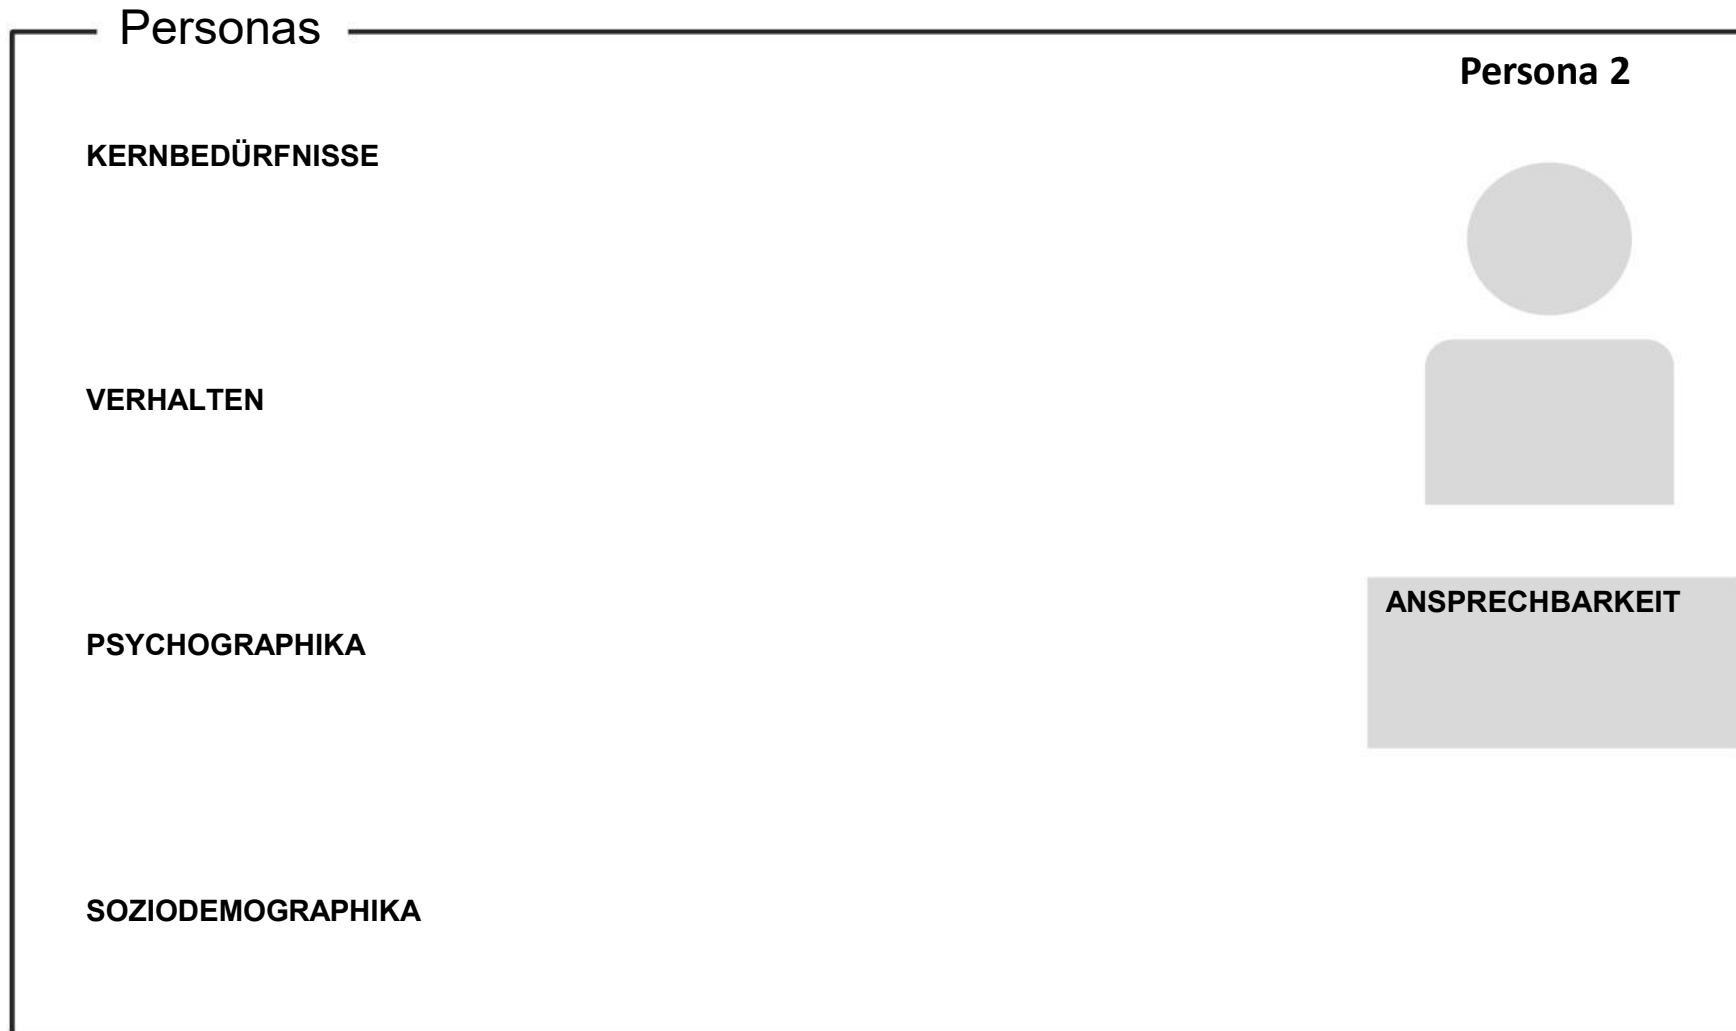 Personas
Persona 2
KERNBEDÜRFNISSE
VERHALTEN
ANSPRECHBARKEIT
PSYCHOGRAPHIKA
SOZIODEMOGRAPHIKA